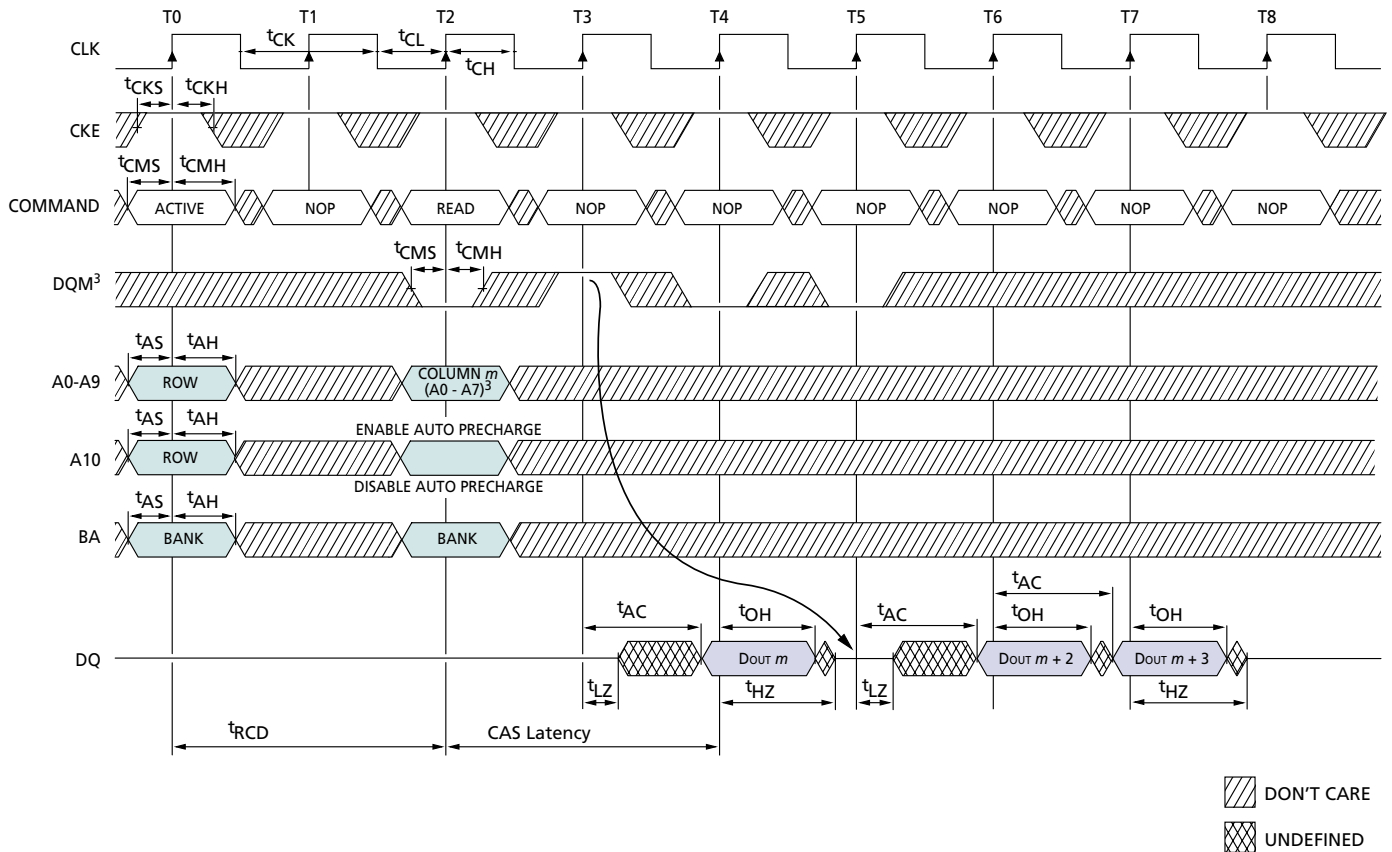 T0 T1 T2 T3 T4 T5 T6 T7 T8
CLK
tCK tCL
tCH
tCKS tCKH
CKE
tCMS tCMH
COMMAND ACTIVE NOP READ NOP NOP NOP NOP NOP NOP
tCMS tCMH
DQM3
tAS tAH
A0-A9 ROW COLUMN m
(A0 - A7)3
tAS tAH ENABLE AUTO PRECHARGE
A10 ROW
DISABLE AUTO PRECHARGE
tAS tAH
BA BANK BANK
tAC
tAC tOH tAC tOH tOH
DQ DOUT m DOUT m + 2 DOUT m + 3
tLZ tHZ tLZ tHZ
tRCD CAS Latency
DON'T CARE
UNDEFINED